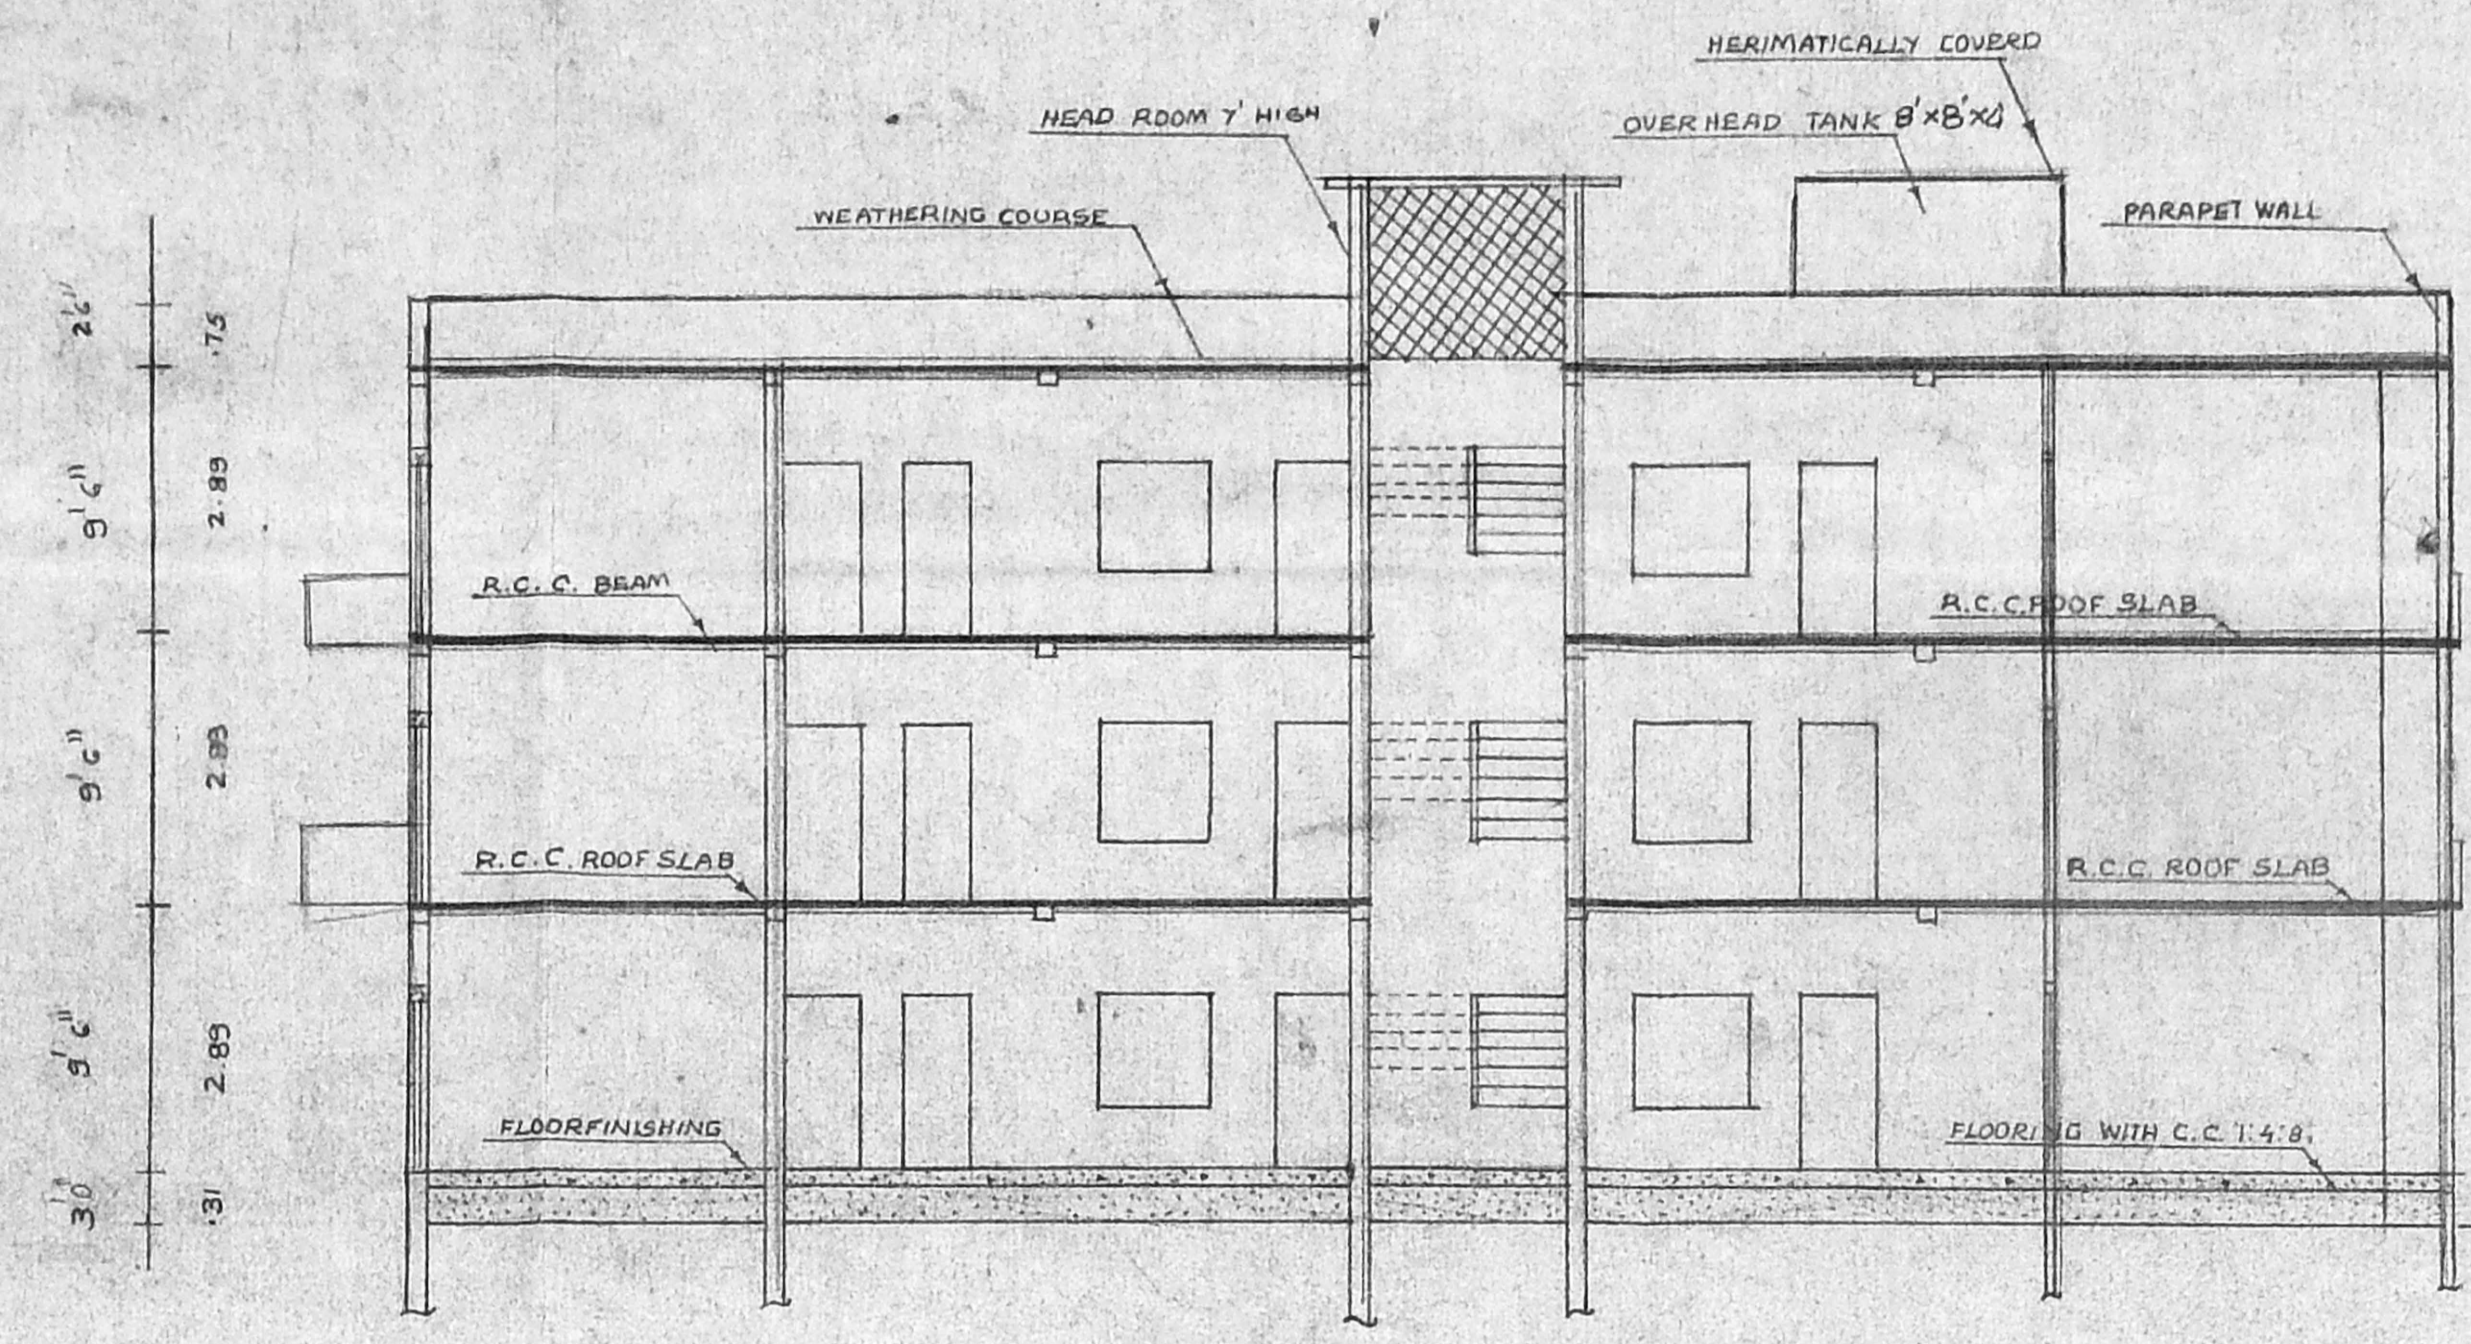 HERIMATICALLY COVERD
HEAD ROOM 7' HIGH
OVER HEAD TANK 8'×8'×4'
WEATHERING COURSE
PARAPET WALL
2'6"
.75
9'6"
2.89
R.C.C. BEAM
R.C.C.ROOF SLAB
9'6"
2.89
R.C.C. ROOF SLAB
R.C.C. ROOF SLAB
9'6"
2.89
FLOORFINISHING
FLOORING WITH C.C. 1:4:8.
.31